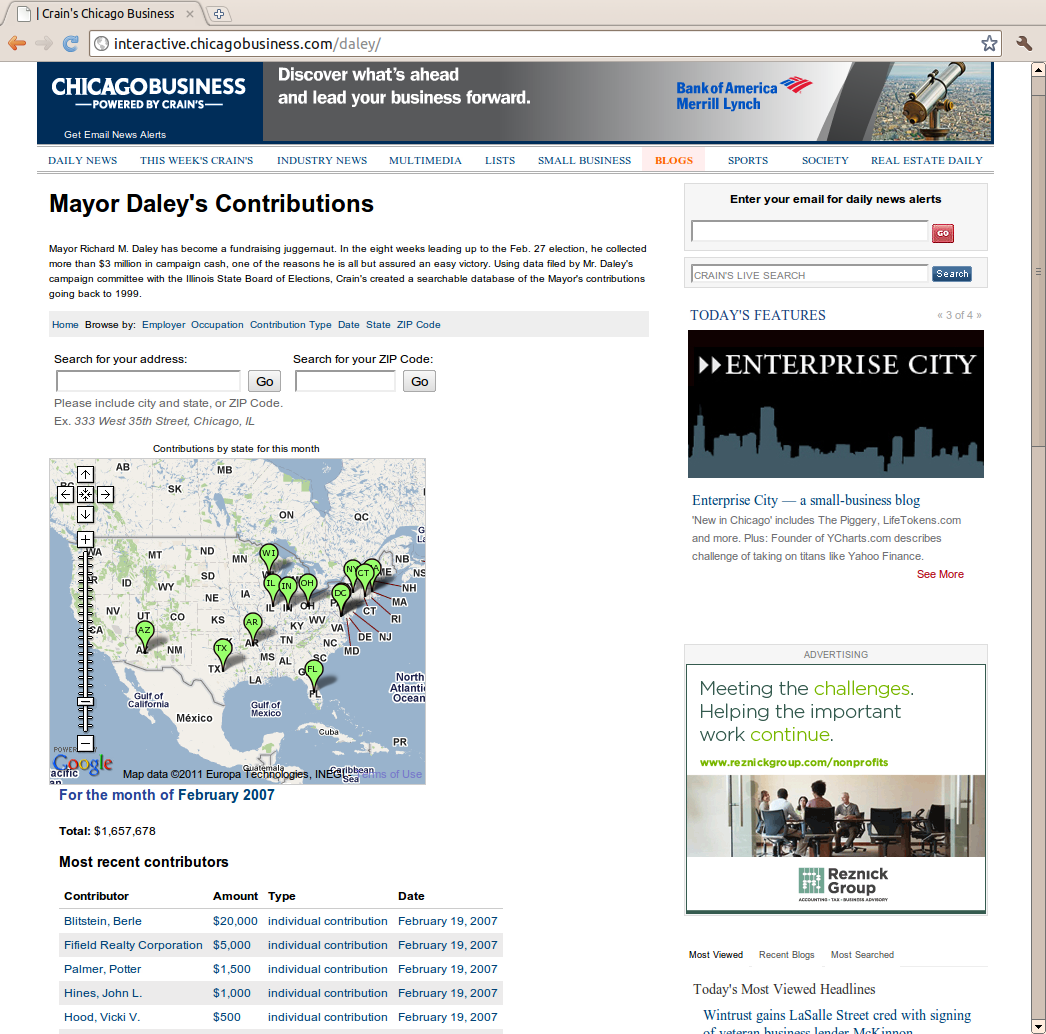 | Crain's Chicago Business
interactive.chicagobusiness.com/daley/
CHICAGOBUSINESS
POWERED BY CRAIN'S
Get Email News Alerts
Discover what's ahead
and lead your business forward.
Bank of America
Merrill Lynch
DAILY NEWS THIS WEEK'S CRAIN'S INDUSTRY NEWS MULTIMEDIA LISTS SMALL BUSINESS BLOGS SPORTS SOCIETY REAL ESTATE DAILY
Mayor Daley's Contributions
Mayor Richard M. Daley has become a fundraising juggernaut. In the eight weeks leading up to the Feb. 27 election, he collected
more than $3 million in campaign cash, one of the reasons he is all but assured an easy victory. Using data filed by Mr. Daley's
campaign committee with the Illinois State Board of Elections, Crain's created a searchable database of the Mayor's contributions
going back to 1999.
Home Browse by: Employer Occupation Contribution Type Date State ZIP Code
Search for your address: Search for your ZIP Code:
Go Go
Please include city and state, or ZIP Code.
Ex. 333 West 35th Street, Chicago, IL
Contributions by state for this month
AB
MB
SK
ON
QC
WA
MT
ND
MN
NB
NS
ME
WI
ID
SD
WY
NY
CT
NH
IL
IN
OH
DC
MA
NE
IA
IL
OH
CT
RI
NV
UT
CO
KS
KY
WV
VA
DE
NJ
MD
CA
AZ
NM
AR
AR
TN
NC
TX
TX
MS
AL
SC
LA
FL
FL
North
Atlantic
Ocean
Gulf of
California
Gulf of
Mexico
México
Cuba
PR
Guatemala
Caribbean
Sea
Google
Map data ©2011 Europa Technologies, INEGI - Terms of Use
For the month of February 2007
Total: $1,657,678
Most recent contributors
Contributor Amount Type Date
Blitstein, Berle $20,000 individual contribution February 19, 2007
Fifield Realty Corporation $5,000 individual contribution February 19, 2007
Palmer, Potter $1,500 individual contribution February 19, 2007
Hines, John L. $1,000 individual contribution February 19, 2007
Hood, Vicki V. $500 individual contribution February 19, 2007
Enter your email for daily news alerts
GO
CRAIN'S LIVE SEARCH Search
TODAY'S FEATURES « 3 of 4 »
ENTERPRISE CITY
Enterprise City — a small-business blog
'New in Chicago' includes The Piggery, LifeTokens.com
and more. Plus: Founder of YCharts.com describes
challenge of taking on titans like Yahoo Finance.
See More
ADVERTISING
Meeting the challenges.
Helping the important
work continue.
www.reznickgroup.com/nonprofits
Reznick
Group
ACCOUNTING • TAX • BUSINESS ADVISORY
Most Viewed Recent Blogs Most Searched
Today's Most Viewed Headlines
Wintrust gains LaSalle Street cred with signing
of veteran business lender McKinnon